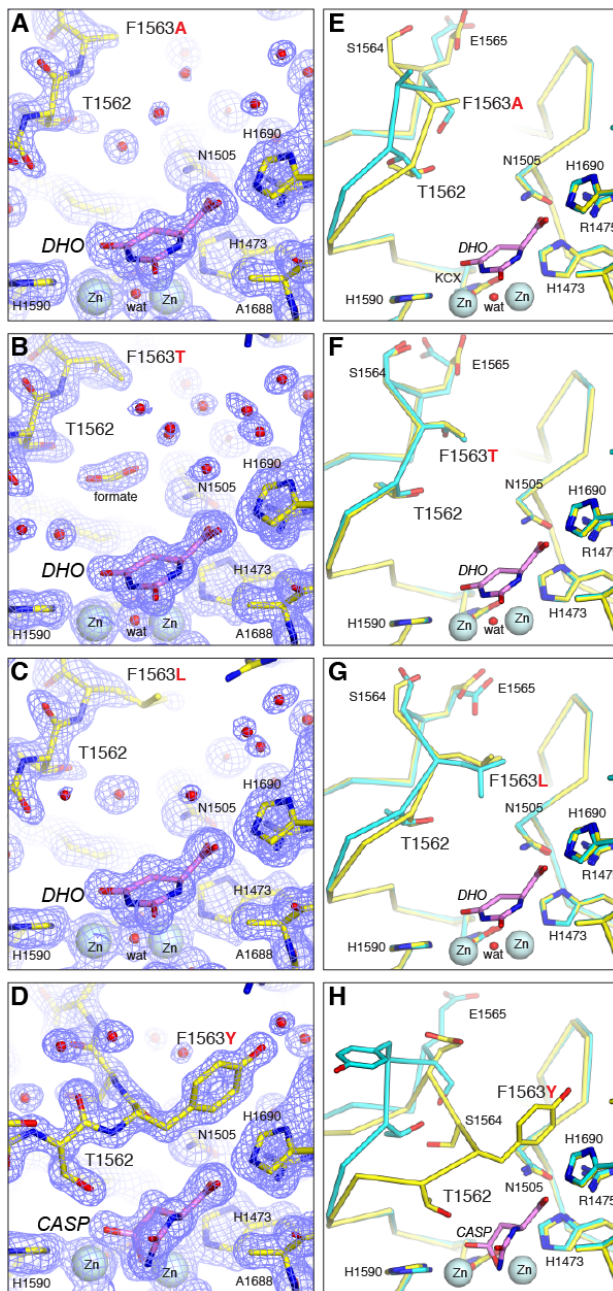 A
F1563A
T1562
H1690
N1505
DHO
H1473
Zn
Zn
H1590
wat
A1688
E
S1564
E1565
F1563A
N1505
H1690
T1562
DHO
R1475
KCX
H1590
Zn
wat
Zn
H1473
B
F1563T
T1562
H1690
formate
N1505
DHO
H1473
Zn
Zn
H1590
wat
A1688
F
S1564
E1565
F1563T
N1505
H1690
T1562
DHO
R1475
H1590
Zn
wat
Zn
H1473
C
F1563L
T1562
H1690
N1505
DHO
H1473
Zn
Zn
H1590
wat
A1688
G
S1564
E1565
F1563L
N1505
H1690
T1562
DHO
R1475
H1590
Zn
wat
Zn
H1473
D
F1563Y
H1690
N1505
T1562
CASP
H1473
H1590
Zn
Zn
A1688
H
E1565
F1563Y
S1564
H1690
T1562
N1505
R1475
CASP
H1590
Zn
Zn
H1473